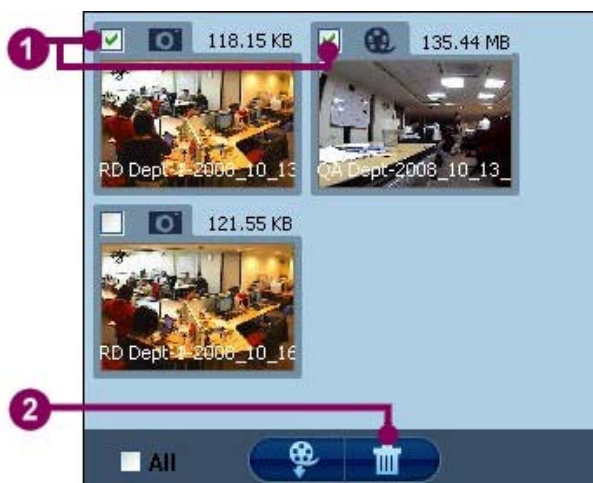 1
118.15 KB
135.44 MB
RD Dept-1-2008_10_13
QA Dept-2008_10_13_
121.55 KB
RD Dept-1-2008_10_16
2
All